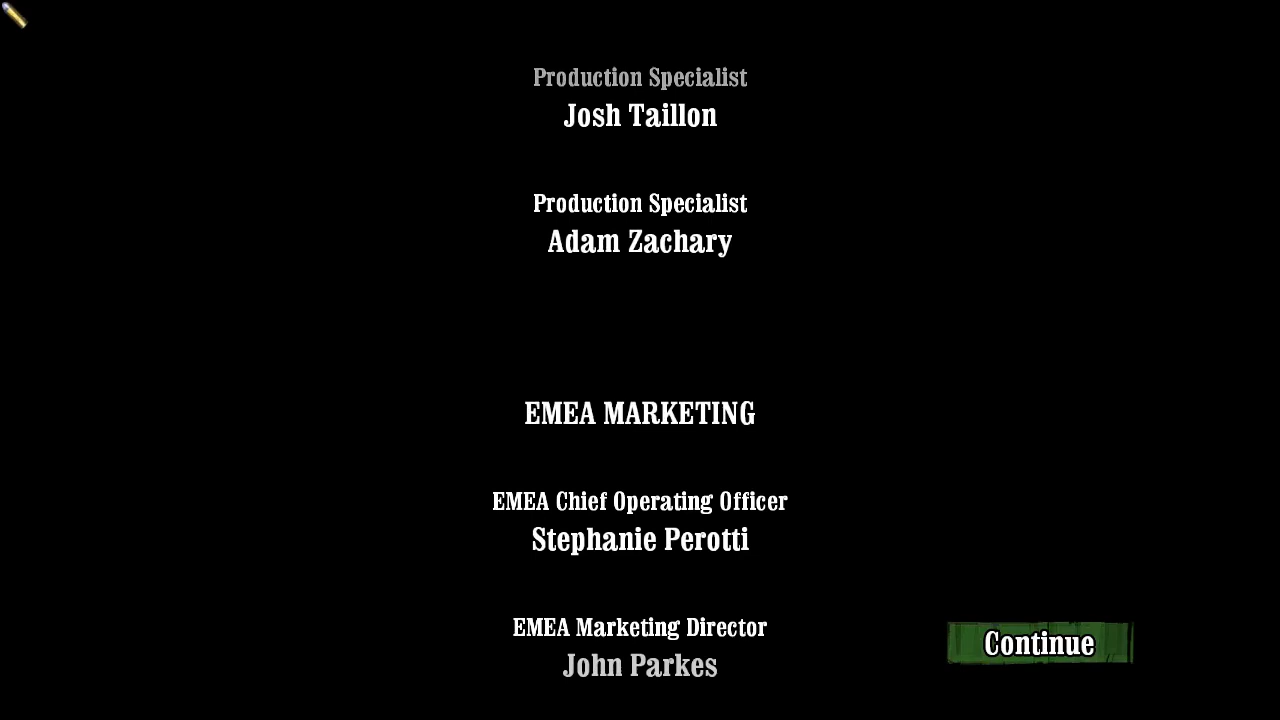 Production Specialist
Josh Taillon
Production Specialist
Adam Zachary
EMEA MARKETING
EMEA Chief Operating Officer
Stephanie Perotti
EMEA Marketing Director
John Parkes
Continue